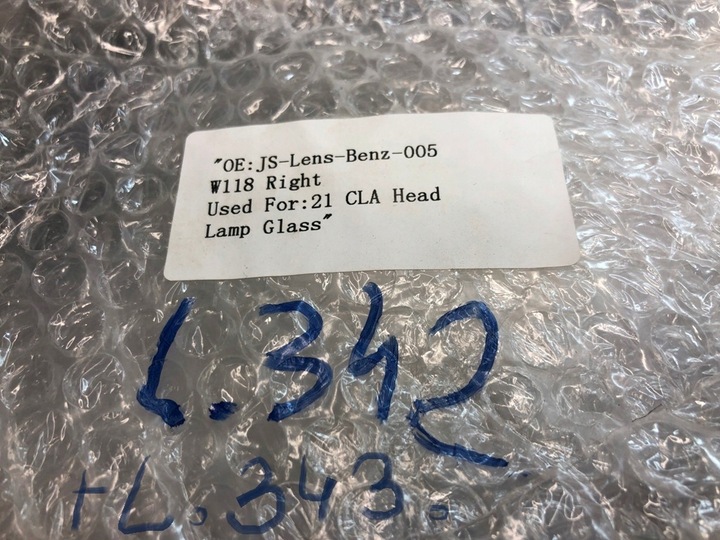 "OE:JS-Lens-Benz-005
W118 Right
Used For:21 CLA Head
Lamp Glass"
L.342
+L.343.